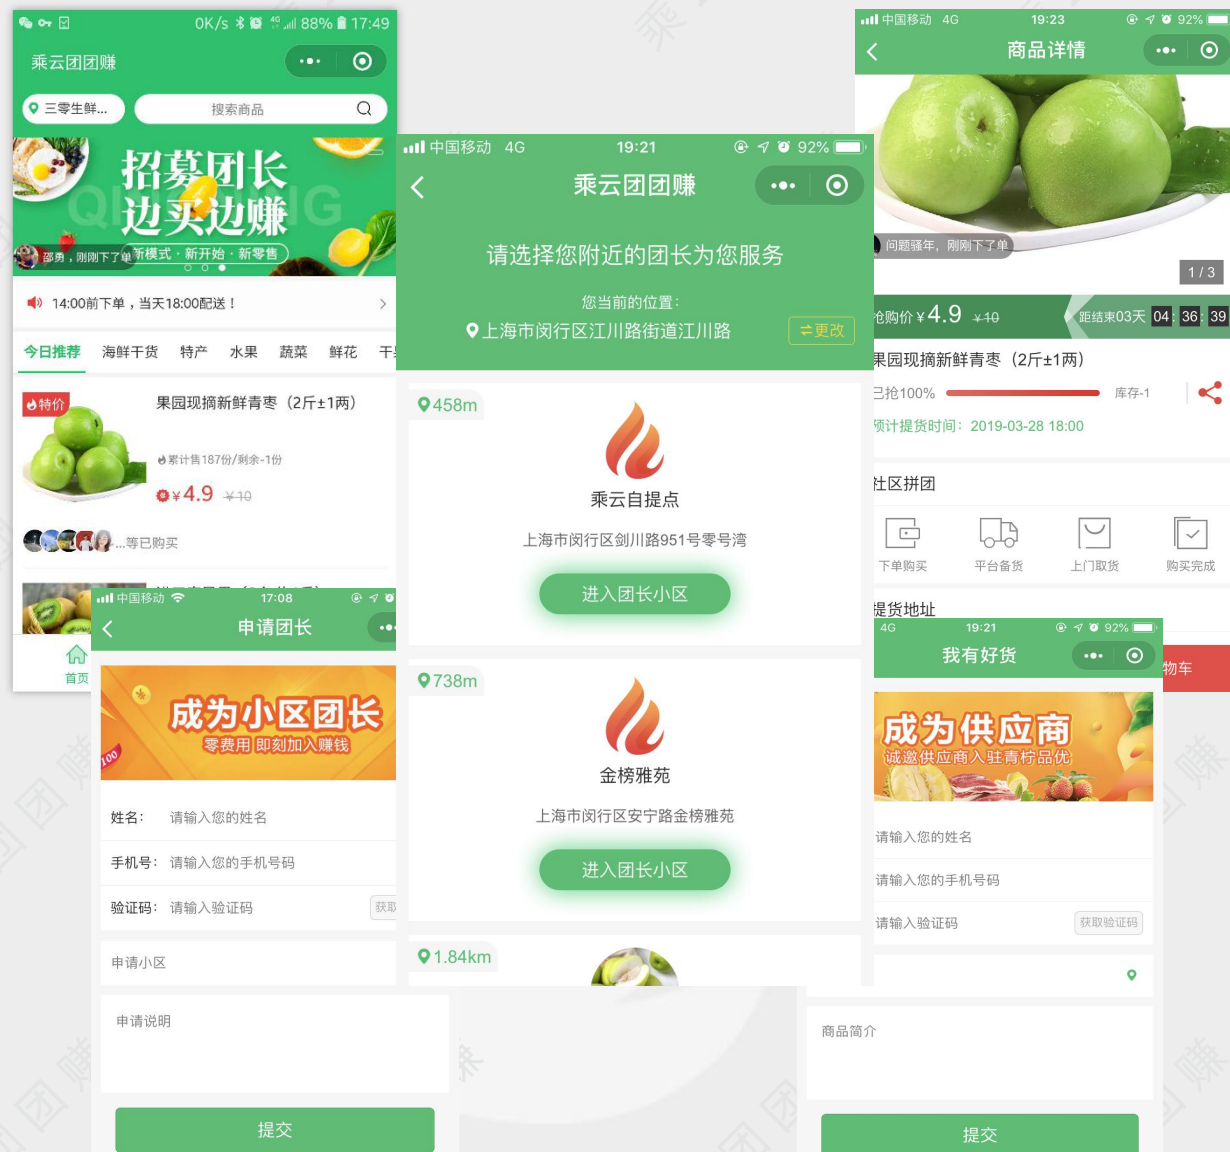 0K/s 4G 88% 17:49
乘云团团赚
三零生鲜...
搜索商品
招募团长
边买边赚
新模式 · 新开始 · 新零售
邵勇，刚刚下了单
14:00前下单，当天18:00配送！
今日推荐 海鲜干货 特产 水果 蔬菜 鲜花
特价
果园现摘新鲜青枣（2斤±1两）
累计售187份/剩余-1份
¥4.9 ¥10
...等已购买
首页
中国移动 17:08
申请团长
成为小区团长
零费用 即刻加入赚钱
100
姓名： 请输入您的姓名
手机号： 请输入您的手机号码
验证码： 请输入验证码
获取
申请小区
申请说明
提交
中国移动 4G 19:21 92%
乘云团团赚
请选择您附近的团长为您服务
您当前的位置：
上海市闵行区江川路街道江川路
更改
458m
乘云自提点
上海市闵行区剑川路951号零号湾
进入团长小区
738m
金榜雅苑
上海市闵行区安宁路金榜雅苑
进入团长小区
1.84km
中国移动 4G 19:23 92%
商品详情
问题骚年，刚刚下了单
1 / 3
抢购价¥4.9 ¥10
距结束03天 04:36:39
果园现摘新鲜青枣（2斤±1两）
已抢100% 库存-1
预计提货时间：2019-03-28 18:00
社区拼团
下单购买 平台备货 上门取货 购买完成
提货地址
物车
4G 19:21 92%
我有好货
成为供应商
诚邀供应商入驻青柠品优
请输入您的姓名
请输入您的手机号码
请输入验证码
获取验证码
商品简介
提交